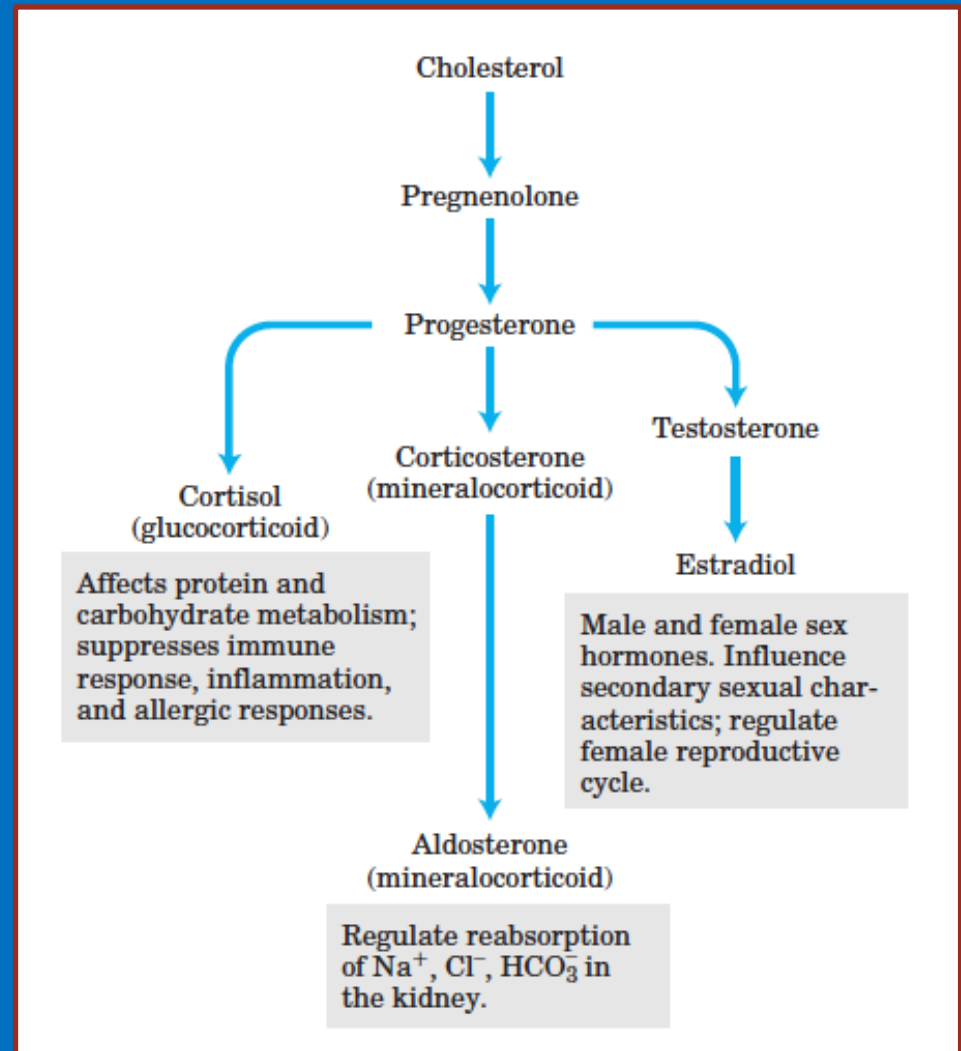 Cholesterol
Pregnenolone
Progesterone
Cortisol
(glucocorticoid)
Affects protein and
carbohydrate metabolism;
suppresses immune
response, inflammation,
and allergic responses.
Corticosterone
(mineralocorticoid)
Aldosterone
(mineralocorticoid)
Regulate reabsorption
of Na⁺, Cl⁻, HCO₃⁻ in
the kidney.
Testosterone
Estradiol
Male and female sex
hormones. Influence
secondary sexual char-
acteristics; regulate
female reproductive
cycle.